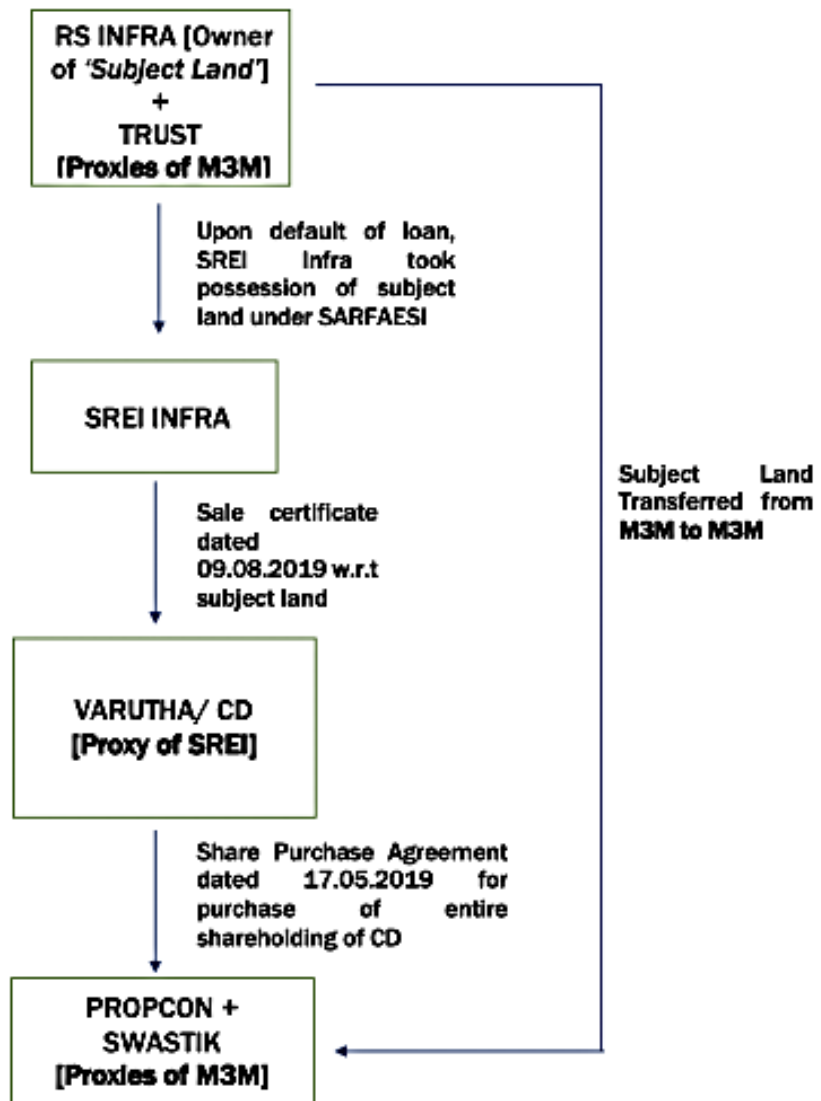 RS INFRA [Owner
of 'Subject Land']
+
TRUST
[Proxies of M3M]
Upon default of loan,
SREI Infra took
possession of subject
land under SARFAESI
SREI INFRA
Sale certificate
dated
09.08.2019 w.r.t
subject land
VARUTHA/ CD
[Proxy of SREI]
Share Purchase Agreement
dated 17.05.2019 for
purchase of entire
shareholding of CD
PROPCON +
SWASTIK
[Proxies of M3M]
Subject Land
Transferred from
M3M to M3M